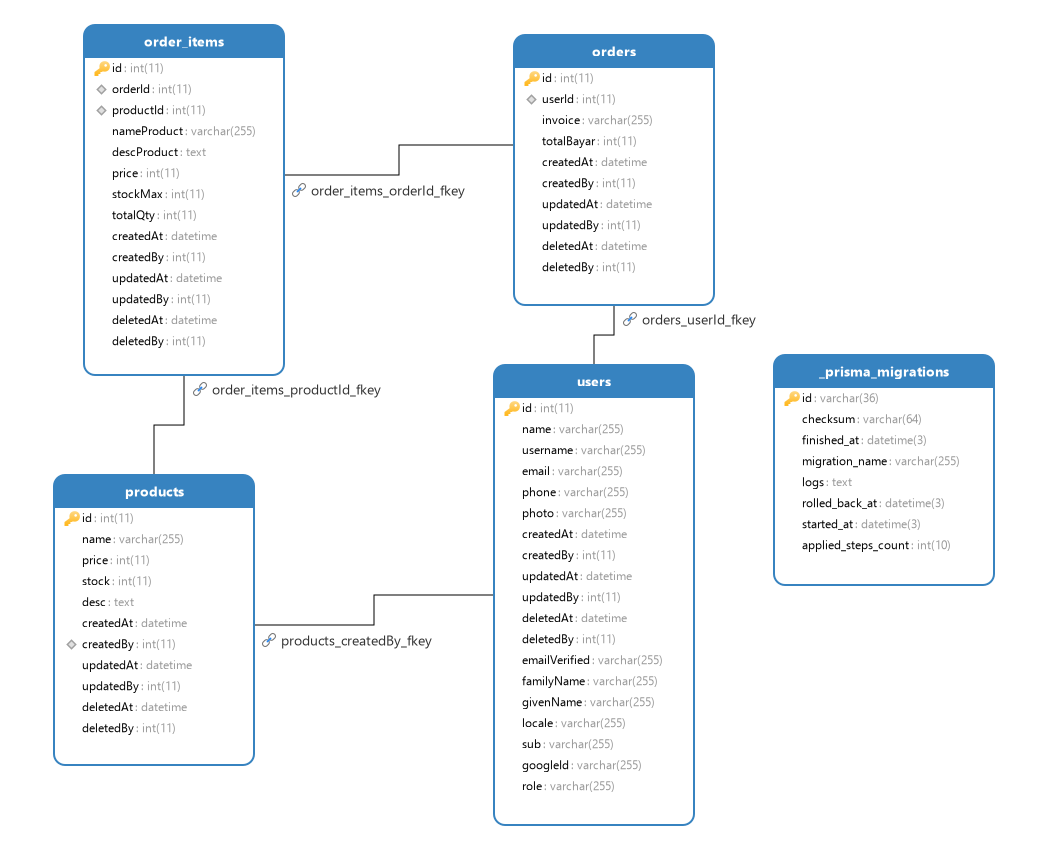 order_items
id : int(11)
orderId : int(11)
productId : int(11)
nameProduct : varchar(255)
descProduct : text
price : int(11)
stockMax : int(11)
totalQty : int(11)
createdAt : datetime
createdBy : int(11)
updatedAt : datetime
updatedBy : int(11)
deletedAt : datetime
deletedBy : int(11)
order_items_orderId_fkey
orders
id : int(11)
userId : int(11)
invoice : varchar(255)
totalBayar : int(11)
createdAt : datetime
createdBy : int(11)
updatedAt : datetime
updatedBy : int(11)
deletedAt : datetime
deletedBy : int(11)
orders_userId_fkey
order_items_productId_fkey
users
id : int(11)
name : varchar(255)
username : varchar(255)
email : varchar(255)
phone : varchar(255)
photo : varchar(255)
createdAt : datetime
createdBy : int(11)
updatedAt : datetime
updatedBy : int(11)
deletedAt : datetime
deletedBy : int(11)
emailVerified : varchar(255)
familyName : varchar(255)
givenName : varchar(255)
locale : varchar(255)
sub : varchar(255)
googleId : varchar(255)
role : varchar(255)
_prisma_migrations
id : varchar(36)
checksum : varchar(64)
finished_at : datetime(3)
migration_name : varchar(255)
logs : text
rolled_back_at : datetime(3)
started_at : datetime(3)
applied_steps_count : int(10)
products
id : int(11)
name : varchar(255)
price : int(11)
stock : int(11)
desc : text
createdAt : datetime
createdBy : int(11)
updatedAt : datetime
updatedBy : int(11)
deletedAt : datetime
deletedBy : int(11)
products_createdBy_fkey